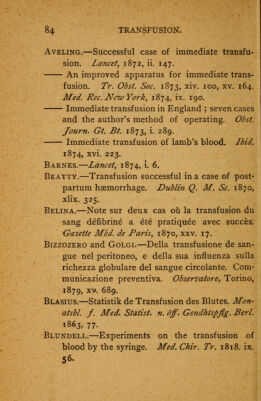 84 TRANSFUSION.
AVELING.—Successful case of immediate transfu-
sion. Lancet, 1872, ii. 147.
—— An improved apparatus for immediate trans-
fusion. Tr. Obst. Soc. 1873, xiv. 100, xv. 164.
Med. Rec. New York, 1874, ix. 190.
—— Immediate transfusion in England ; seven cases
and the author's method of operating. Obst.
Journ. Gt. Bt. 1873, i. 289.
—— Immediate transfusion of lamb's blood. Ibid.
1874, xvi. 223.
BARNES.—Lancet, 1874, i. 6.
BEATTY.—Transfusion successful in a case of post-
partum hæmorrhage. Dublin Q. M. Sc. 1870,
xlix. 325.
BELINA.—Note sur deux cas où la transfusion du
sang défibriné a été pratiquée avec succès.
Gazette Méd. de Paris, 1870, xxv. 17.
BIZZOZERO and GOLGI.—Della transfusione de san-
gue nel peritoneo, e della sua influenza sulla
richezza globulare del sangue circolante. Com-
municazione preventiva. Observatore, Torino,
1879, xv. 689.
BLASIUS.—Statistik de Transfusion des Blutes. Mon-
atsbl. f. Med. Statist. n. öff. Gsndhtspflg. Berl.
1863, 77.
BLUNDELL.—Experiments on the transfusion of
blood by the syringe. Med. Chir. Tr. 1818. ix.
56.